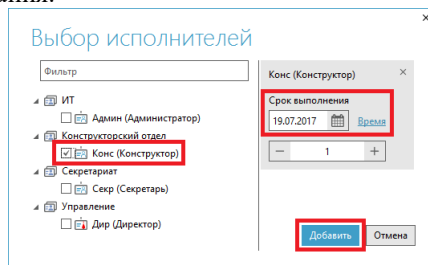 Выбор исполнителей
Фильтр
ИТ
Админ (Администратор)
Конструкторский отдел
Конс (Конструктор)
Секретариат
Секр (Секретарь)
Управление
Дир (Директор)
Конс (Конструктор)
Срок выполнения
19.07.2017 Время
1
Добавить Отмена